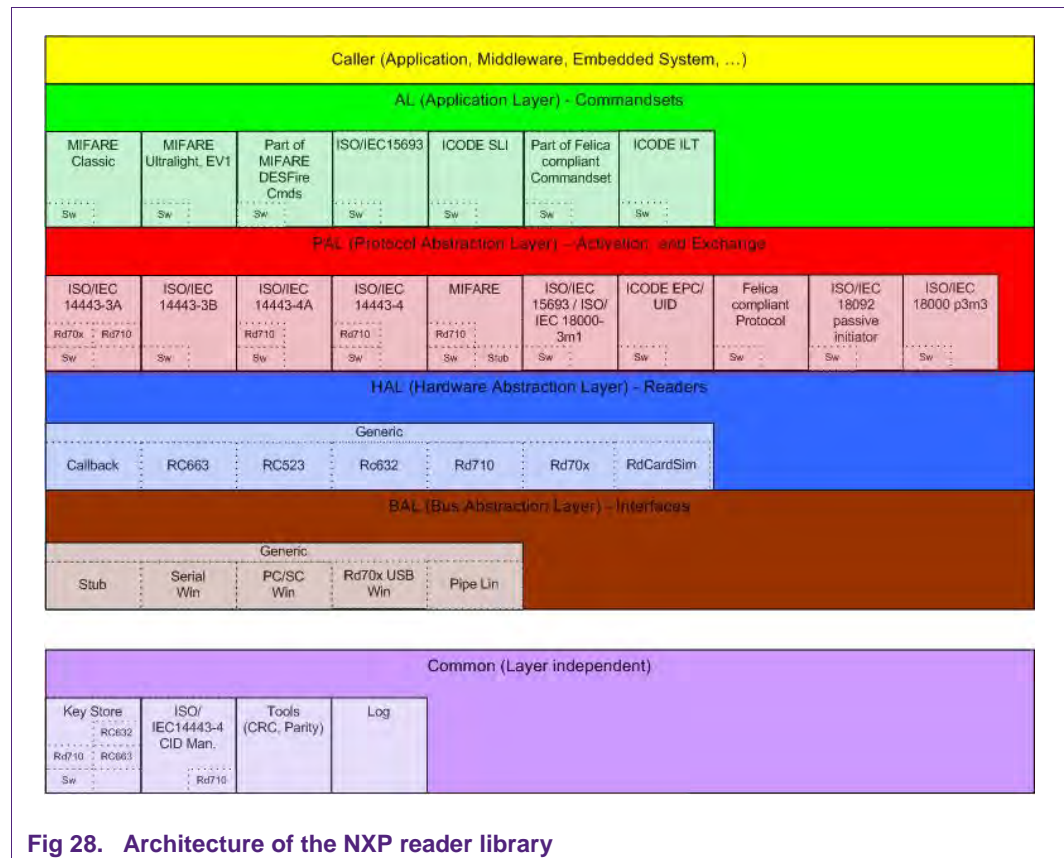 Caller (Application, Middleware, Embedded System, …)
AL (Application Layer) - Commandsets
MIFARE
Classic
Sw
MIFARE
Ultralight, EV1
Sw
Part of
MIFARE
DESFire
Cmds
Sw
ISO/IEC15693
Sw
ICODE SLI
Sw
Part of Felica
compliant
Commandset
Sw
ICODE ILT
Sw
PAL (Protocol Abstraction Layer) – Activation and Exchange
ISO/IEC
14443-3A
Rd70x Rd710
Sw
ISO/IEC
14443-3B
Sw
ISO/IEC
14443-4A
Rd710
Sw
ISO/IEC
14443-4
Rd710
Sw
MIFARE
Rd710
Sw Stub
ISO/IEC
15693 / ISO/
IEC 18000-
3m1
Sw
ICODE EPC/
UID
Sw
Felica
compliant
Protocol
Sw
ISO/IEC
18092
passive
initiator
Sw
ISO/IEC
18000 p3m3
Sw
HAL (Hardware Abstraction Layer) - Readers
Generic
Callback RC663 RC523 Rc632 Rd710 Rd70x RdCardSim
BAL (Bus Abstraction Layer) - Interfaces
Generic
Stub
Serial
Win
PC/SC
Win
Rd70x USB
Win
Pipe Lin
Common (Layer independent)
Key Store
RC632
Rd710 RC663
Sw
ISO/
IEC14443-4
CID Man.
Rd710
Tools
(CRC, Parity)
Log
Fig 28. Architecture of the NXP reader library